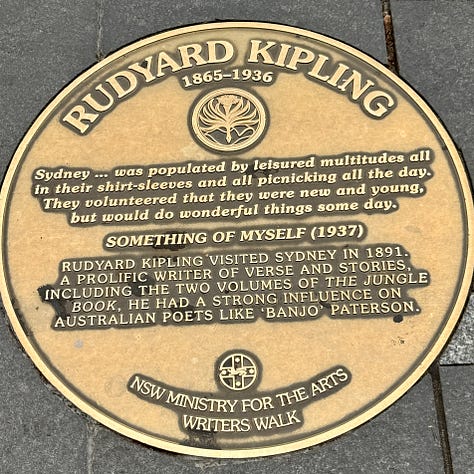 RUDYARD KIPLING
1865–1936
Sydney ... was populated by leisured multitudes all
in their shirt-sleeves and all picnicking all the day.
They volunteered that they were new and young,
but would do wonderful things some day.
SOMETHING OF MYSELF (1937)
RUDYARD KIPLING VISITED SYDNEY IN 1891.
A PROLIFIC WRITER OF VERSE AND STORIES,
INCLUDING THE TWO VOLUMES OF THE JUNGLE
BOOK, HE HAD A STRONG INFLUENCE ON
AUSTRALIAN POETS LIKE 'BANJO' PATERSON.
NSW MINISTRY FOR THE ARTS
WRITERS WALK